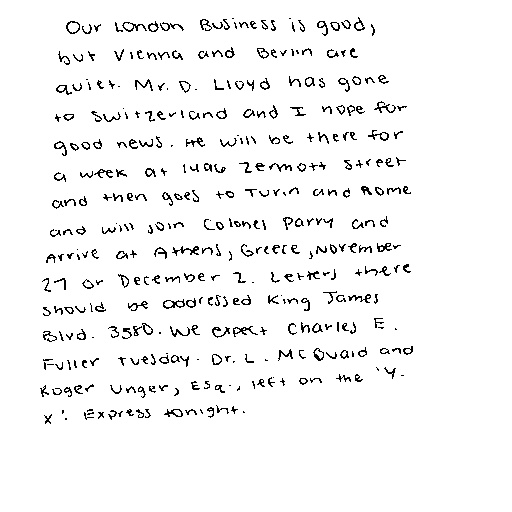 Our London Business is good,
but Vienna and Berlin are
quiet. Mr. D. Lloyd has gone
to Switzerland and I hope for
good news. He will be there for
a week at 1496 Zermott Street
and then goes to Turin and Rome
and will join Colonel Parry and
Arrive at Athens, Greece, November
27 or December 2. Letters there
should be addressed King James
Blvd. 3580. We expect Charles E.
Fuller Tuesday. Dr. L. McQuaid and
Roger Unger, Esq., left on the 'Y.
X'. Express tonight.